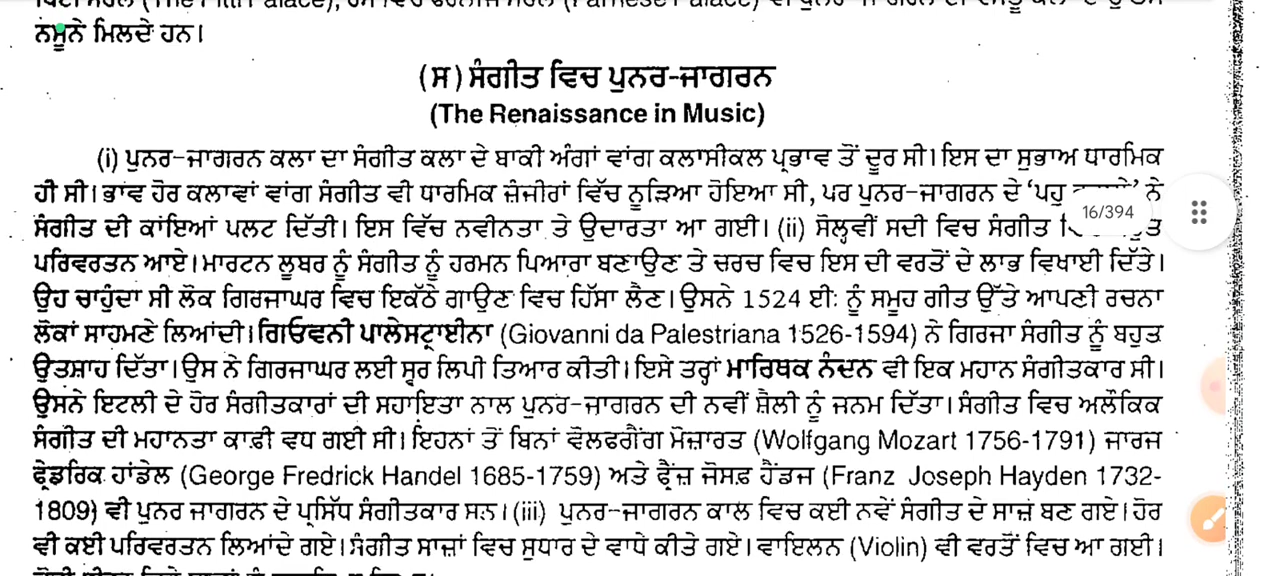 ਨਮੂਨੇ ਮਿਲਦੇ ਹਨ।
(ਸ) ਸੰਗੀਤ ਵਿਚ ਪੁਨਰ-ਜਾਗਰਨ
(The Renaissance in Music)
(i) ਪੁਨਰ-ਜਾਗਰਨ ਕਲਾ ਦਾ ਸੰਗੀਤ ਕਲਾ ਦੇ ਬਾਕੀ ਅੰਗਾਂ ਵਾਂਗ ਕਲਾਸੀਕਲ ਪ੍ਰਭਾਵ ਤੋਂ ਦੂਰ ਸੀ। ਇਸ ਦਾ ਸੁਭਾਅ ਧਾਰਮਿਕ
ਹੀ ਸੀ। ਭਾਂਵ ਹੋਰ ਕਲਾਵਾਂ ਵਾਂਗ ਸੰਗੀਤ ਵੀ ਧਾਰਮਿਕ ਜ਼ੰਜੀਰਾਂ ਵਿੱਚ ਨੂੜਿਆ ਹੋਇਆ ਸੀ, ਪਰ ਪੁਨਰ-ਜਾਗਰਨ ਦੇ ‘ਪਹੁ ਨੇ
16/394
ਸੰਗੀਤ ਦੀ ਕਾਂਇਆਂ ਪਲਟ ਦਿੱਤੀ। ਇਸ ਵਿੱਚ ਨਵੀਨਤਾ ਤੇ ਉਦਾਰਤਾ ਆ ਗਈ। (ii) ਸੋਲ੍ਹਵੀਂ ਸਦੀ ਵਿਚ ਸੰਗੀਤ
ਪਰਿਵਰਤਨ ਆਏ। ਮਾਰਟਨ ਲੂਬਰ ਨੂੰ ਸੰਗੀਤ ਨੂੰ ਹਰਮਨ ਪਿਆਰਾ ਬਣਾਉਣ ਤੇ ਚਰਚ ਵਿਚ ਇਸ ਦੀ ਵਰਤੋਂ ਦੇ ਲਾਭ ਵਿਖਾਈ ਦਿੱਤੇ।
ਉਹ ਚਾਹੁੰਦਾ ਸੀ ਲੋਕ ਗਿਰਜਾਘਰ ਵਿਚ ਇਕੱਠੇ ਗਾਉਣ ਵਿਚ ਹਿੱਸਾ ਲੈਣ। ਉਸਨੇ 1524 ਈ: ਨੂੰ ਸਮੂਹ ਗੀਤ ਉੱਤੇ ਆਪਣੀ ਰਚਨਾ
ਲੋਕਾਂ ਸਾਹਮਣੇ ਲਿਆਂਦੀ। ਗਿਓਵਨੀ ਪਾਲੇਸਟ੍ਰਾਈਨਾ (Giovanni da Palestriana 1526-1594) ਨੇ ਗਿਰਜਾ ਸੰਗੀਤ ਨੂੰ ਬਹੁਤ
ਉਤਸ਼ਾਹ ਦਿੱਤਾ। ਉਸ ਨੇ ਗਿਰਜਾਘਰ ਲਈ ਸੁਰ ਲਿਪੀ ਤਿਆਰ ਕੀਤੀ। ਇਸੇ ਤਰ੍ਹਾਂ ਮਾਰਿਥਕ ਨੰਦਨ ਵੀ ਇਕ ਮਹਾਨ ਸੰਗੀਤਕਾਰ ਸੀ।
ਉਸਨੇ ਇਟਲੀ ਦੇ ਹੋਰ ਸੰਗੀਤਕਾਰਾਂ ਦੀ ਸਹਾਇਤਾ ਨਾਲ ਪੁਨਰ-ਜਾਗਰਨ ਦੀ ਨਵੀਂ ਸ਼ੈਲੀ ਨੂੰ ਜਨਮ ਦਿੱਤਾ। ਸੰਗੀਤ ਵਿਚ ਅਲੌਕਿਕ
ਸੰਗੀਤ ਦੀ ਮਹਾਨਤਾ ਕਾਫ਼ੀ ਵਧ ਗਈ ਸੀ। ਇਹਨਾਂ ਤੋਂ ਬਿਨਾਂ ਵੋਲਫਗੈਂਗ ਮੋਜ਼ਾਰਤ (Wolfgang Mozart 1756-1791) ਜਾਰਜ
ਫ੍ਰੇਡਰਿਕ ਹਾਂਡੇਲ (George Fredrick Handel 1685-1759) ਅਤੇ ਫ੍ਰੈਂਜ਼ ਜੋਸਫ਼ ਹੈਂਡਜ (Franz Joseph Hayden 1732-
1809) ਵੀ ਪੁਨਰ ਜਾਗਰਨ ਦੇ ਪ੍ਰਸਿੱਧ ਸੰਗੀਤਕਾਰ ਸਨ। (iii) ਪੁਨਰ-ਜਾਗਰਨ ਕਾਲ ਵਿਚ ਕਈ ਨਵੇਂ ਸੰਗੀਤ ਦੇ ਸਾਜ਼ ਬਣ ਗਏ। ਹੋਰ
ਵੀ ਕਈ ਪਰਿਵਰਤਨ ਲਿਆਂਦੇ ਗਏ। ਸੰਗੀਤ ਸਾਜ਼ਾਂ ਵਿਚ ਸੁਧਾਰ ਦੇ ਵਾਧੇ ਕੀਤੇ ਗਏ। ਵਾਇਲਨ (Violin) ਵੀ ਵਰਤੋਂ ਵਿਚ ਆ ਗਈ।